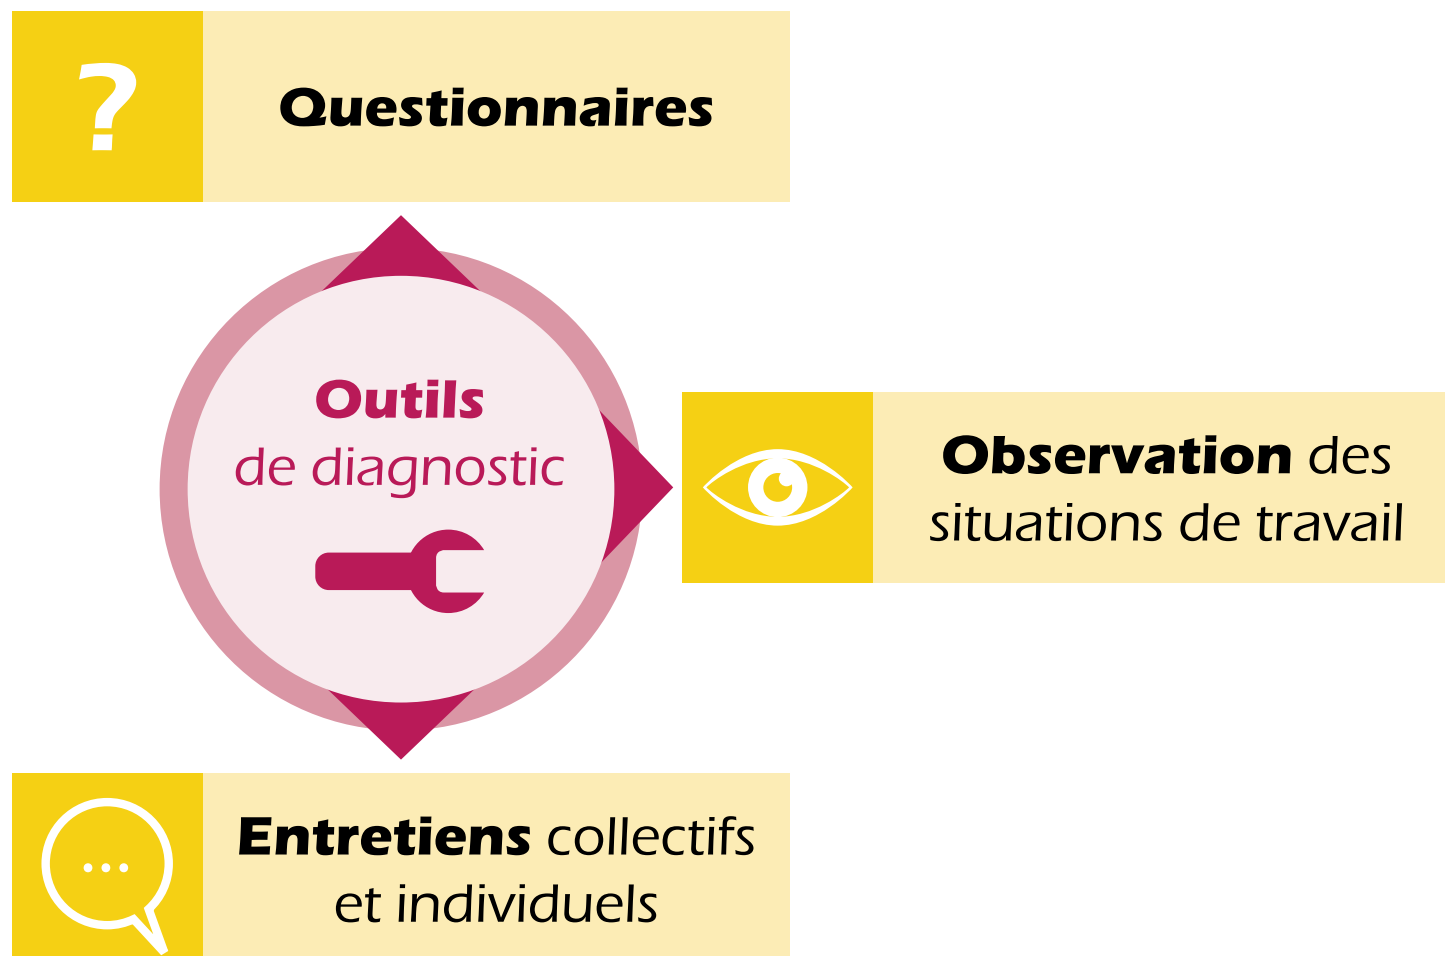 ?
Questionnaires
Outils
de diagnostic
Observation des
situations de travail
...
Entretiens collectifs
et individuels